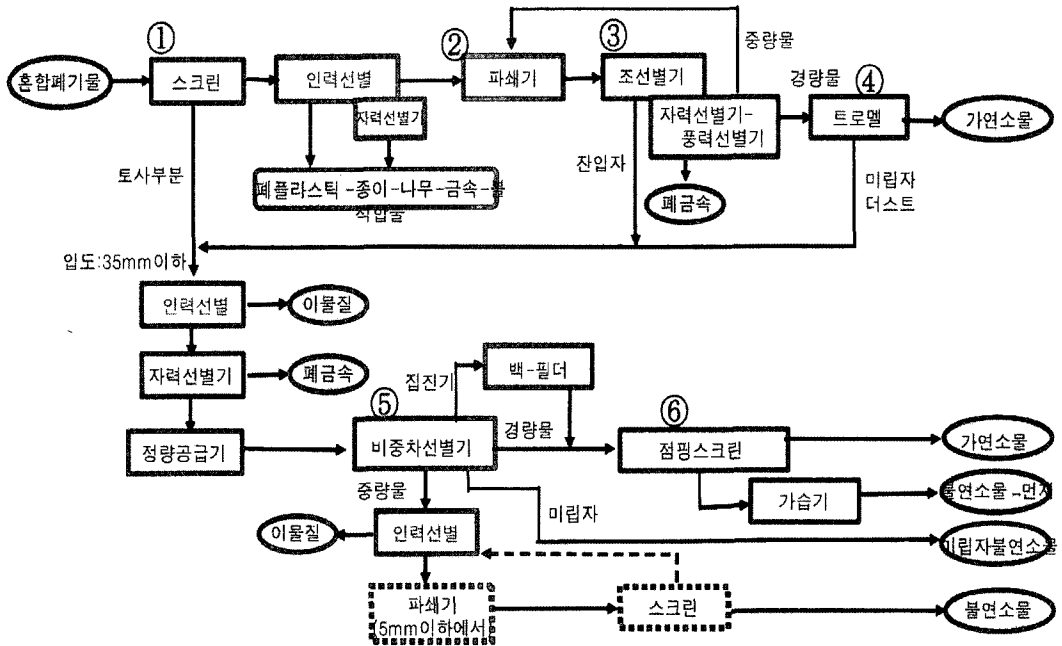 ①
②
③
중량물
혼합폐기물
스크린
인력선별
파쇄기
조선별기
경량물
④
자력선별기
자력선별기-
풍력선별기
트로멜
가연소물
토사부분
폐플라스틱-종이-나무-금속-불
적합물
잔입자
폐금속
미립자
더스트
입도:35mm이하
인력선별
이물질
자력선별기
폐금속
집진기
백-필더
정량공급기
⑤
비중차선별기
경량물
⑥
점핑스크린
가연소물
중량물
미립자
가습기
불연소물-먼지
이물질
인력선별
미립자불연소물
파쇄기
(5mm이하에서
스크린
불연소물